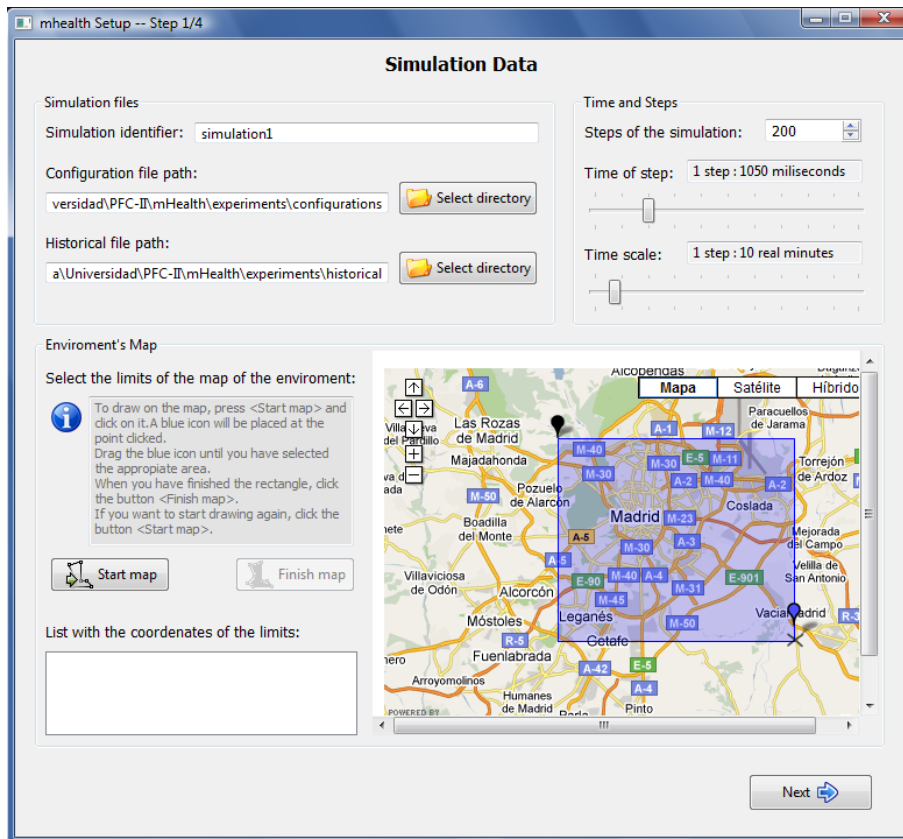 mhealth Setup -- Step 1/4
Simulation Data
Simulation files
Simulation identifier: simulation1
Configuration file path:
versidad\PFC-II\mHealth\experiments\configurations Select directory
Historical file path:
a\Universidad\PFC-II\mHealth\experiments\historical Select directory
Time and Steps
Steps of the simulation: 200
Time of step: 1 step : 1050 miliseconds
Time scale: 1 step : 10 real minutes
Enviroment's Map
Select the limits of the map of the enviroment:
To draw on the map, press <Start map> and
click on it.A blue icon will be placed at the
point clicked.
Drag the blue icon until you have selected
the appropiate area.
When you have finished the rectangle, click
the button <Finish map>.
If you want to start drawing again, click the
button <Start map>.
Start map Finish map
List with the coordenates of the limits:
Alcobendas
Mapa Satélite Híbrido
A-6
Paracuellos
de Jarama
Las Rozas
de Madrid
del Pardillo
A-1 M-12
M-40
Majadahonda
E-5 M-11
M-30
Torrejón
de Ardoz
M-30
A-2 M-40 A-2
M-50
Pozuelo
de Alarcón
Coslada
Madrid M-23
Boadilla
del Monte
A-5
A-3
Mejorada
del Campo
M-30
A-5
Velilla de
San Antonio
Villaviciosa
de Odón
E-90 M-40 A-4 E-901
M-31
Alcorcón
M-45
Leganés
Vaciamadrid
Móstoles
M-50
R-3
R-5
Getafe
Fuenlabrada
A-42 E-5
Arroyomolinos
A-4
Humanes
de Madrid
Parla
Pinto
POWERED BY
Next